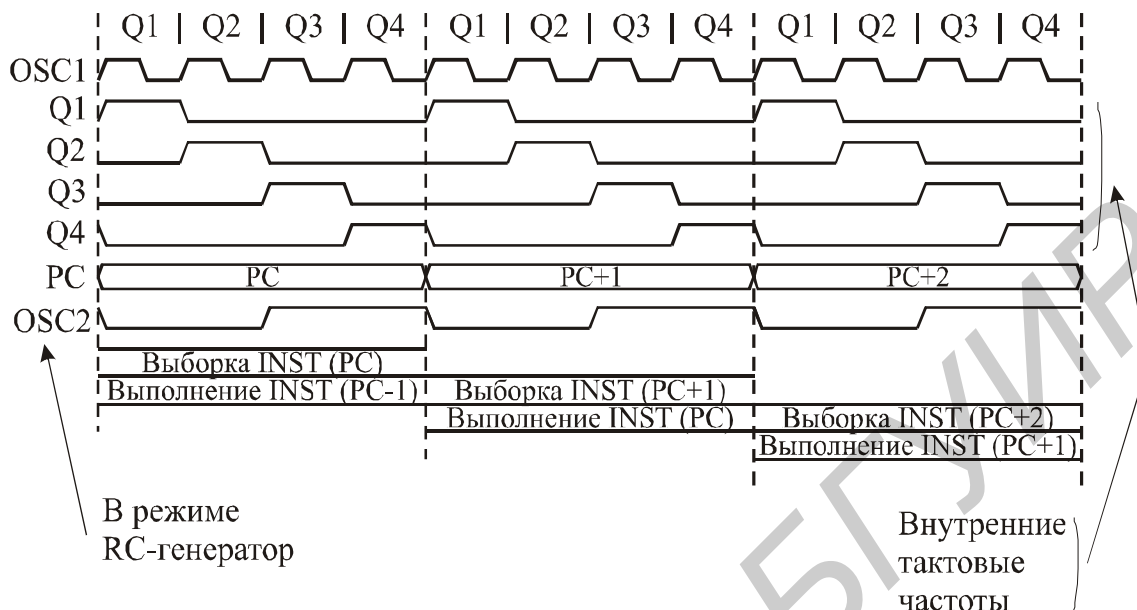 Q1 | Q2 | Q3 | Q4 | Q1 | Q2 | Q3 | Q4 | Q1 | Q2 | Q3 | Q4
OSC1
Q1
Q2
Q3
Q4
PC PC PC+1 PC+2
OSC2
Выборка INST (PC)
Выполнение INST (PC-1) Выборка INST (PC+1)
Выполнение INST (PC) Выборка INST (PC+2)
Выполнение INST (PC+1)
В режиме
RC-генератор
Внутренние
тактовые
частоты
БГУИР